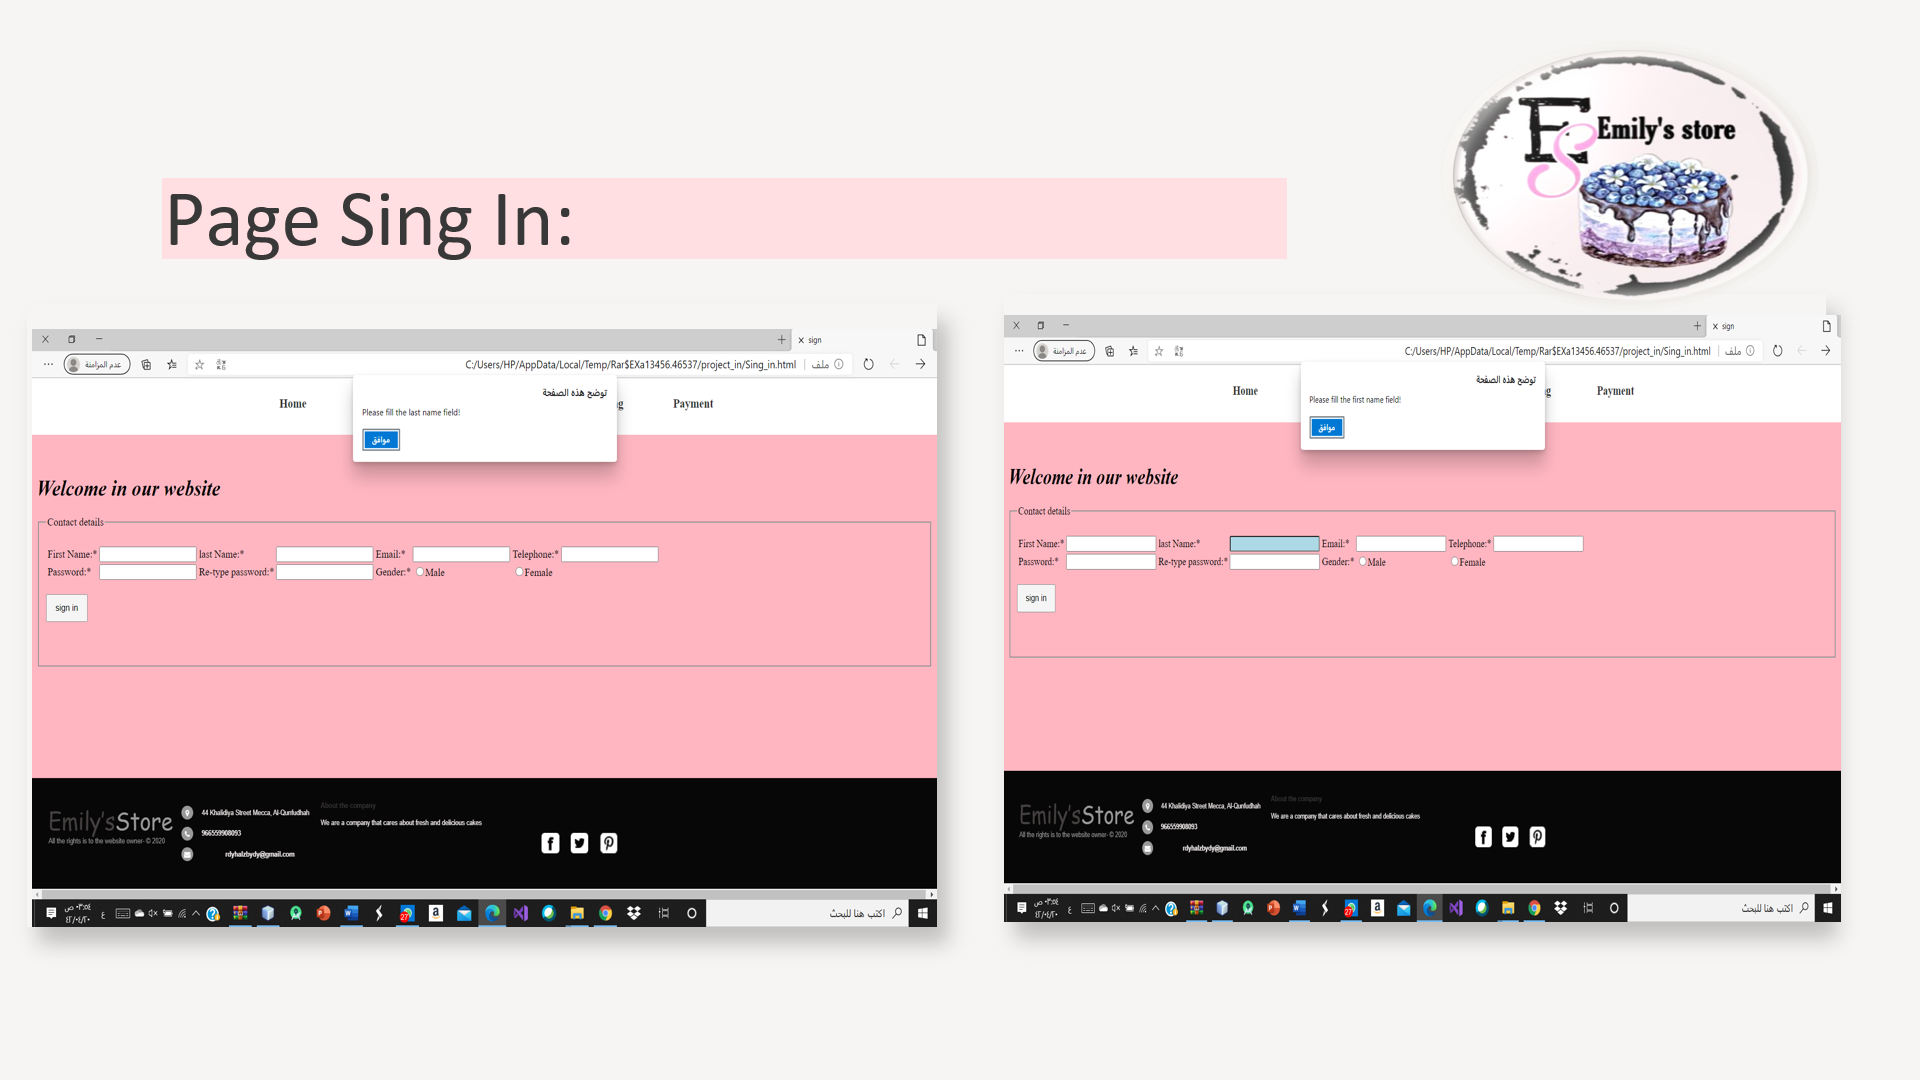 Emily's store
Page Sing In:
sign
عدم المزامنة
C:/Users/HP/AppData/Local/Temp/Rar$EXa13456.46537/project_in/Sing_in.html | ملف
Home
g
Payment
توضح هذه الصفحة
Please fill the last name field!
موافق
Welcome in our website
Contact details
First Name:* last Name:* Email:* Telephone:*
Password:* Re-type password:* Gender:* Male Female
sign in
Emily'sStore
All the rights is to the website owner- © 2020
44 Khalidiya Street Mecca, Al-Qunfudhah
966559908093
rdyhalzbydy@gmail.com
About the company
We are a company that cares about fresh and delicious cakes
اكتب هنا للبحث
sign
عدم المزامنة
C:/Users/HP/AppData/Local/Temp/Rar$EXa13456.46537/project_in/Sing_in.html | ملف
Home
g
Payment
توضح هذه الصفحة
Please fill the first name field!
موافق
Welcome in our website
Contact details
First Name:* last Name:* Email:* Telephone:*
Password:* Re-type password:* Gender:* Male Female
sign in
Emily'sStore
All the rights is to the website owner- © 2020
44 Khalidiya Street Mecca, Al-Qunfudhah
966559908093
rdyhalzbydy@gmail.com
About the company
We are a company that cares about fresh and delicious cakes
اكتب هنا للبحث